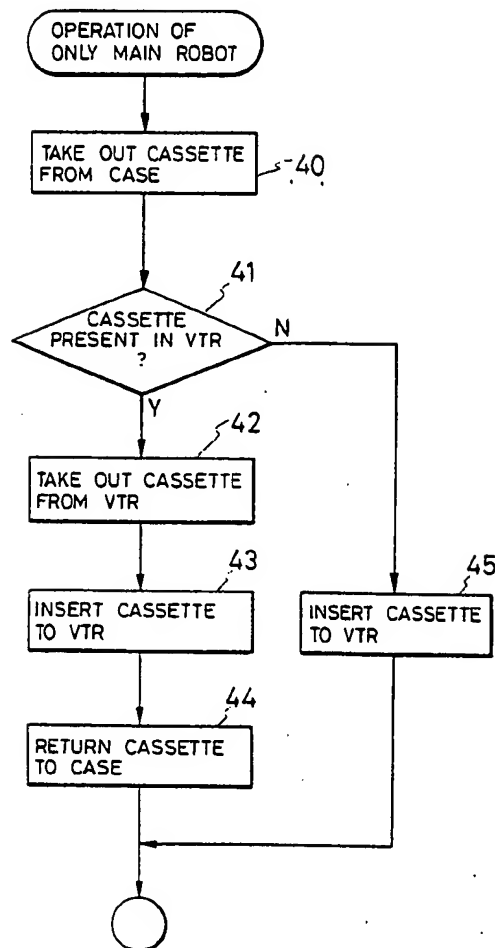 OPERATION OF
ONLY MAIN ROBOT
TAKE OUT CASSETTE
FROM CASE
40
41
CASSETTE
PRESENT IN VTR
?
N
Y
42
TAKE OUT CASSETTE
FROM VTR
43
INSERT CASSETTE
TO VTR
45
INSERT CASSETTE
TO VTR
44
RETURN CASSETTE
TO CASE